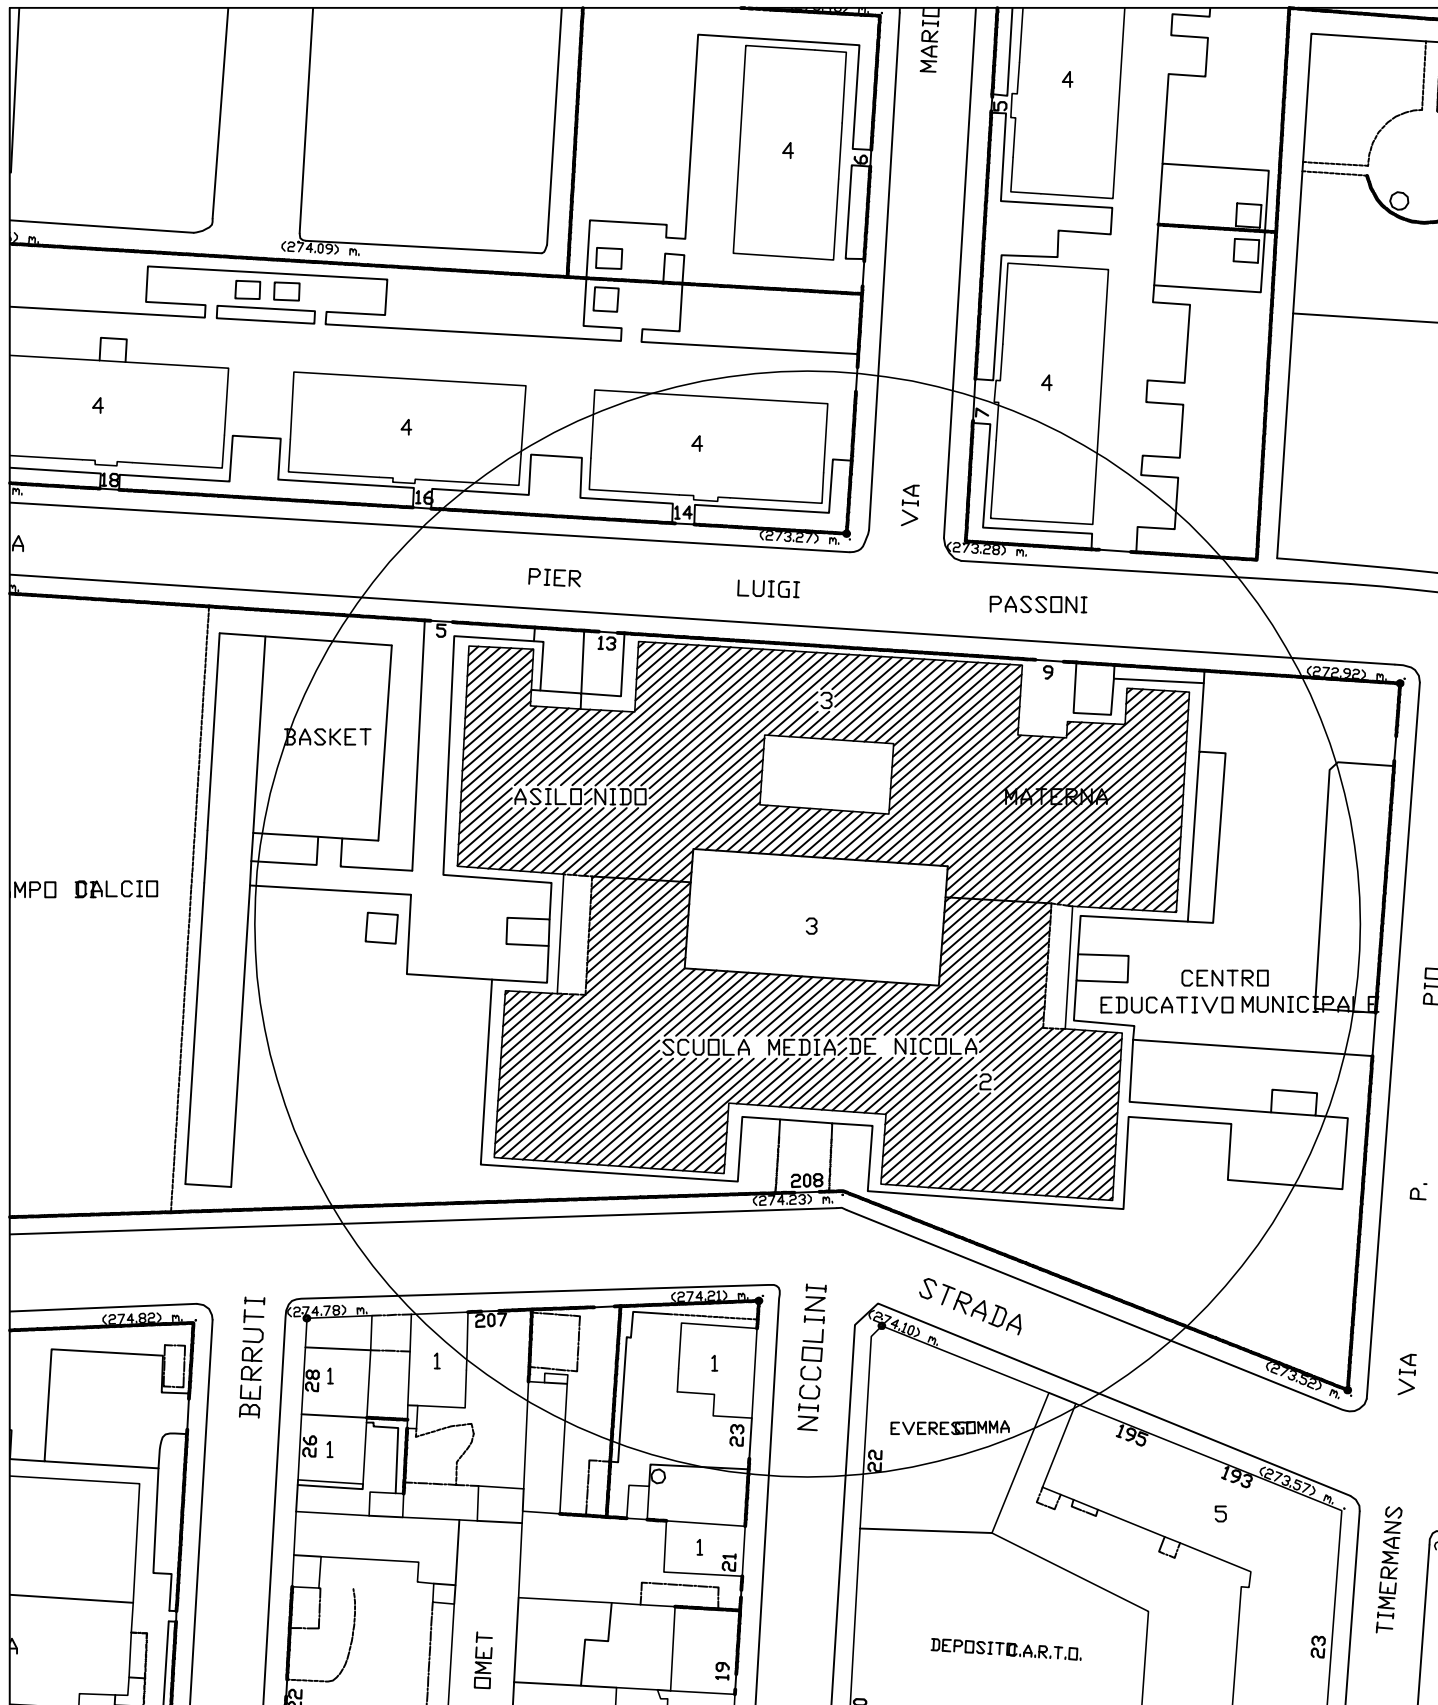 MARIO
4
5
4
6
(274.09) m.
4
4
4
4
7
18
16
14
VIA
(273.27) m.
(273.28) m.
m.
A
PIER LUIGI PASSONI
m.
5
13
9
(272.92) m.
3
BASKET
ASILO NIDO
MATERNA
MPO DI CALCIO
3
CENTRO
EDUCATIVO MUNICIPALE
PIO
SCUOLA MEDIA DE NICOLA
2
208
(274.23) m.
P.
BERRUTI
(274.82) m.
(274.78) m.
207
(274.21) m.
NICCOLINI
STRADA
(274.10) m.
(273.52) m.
VIA
28
1
1
1
26
1
23
EVEREST GOMMA
22
195
193
(273.57) m.
5
1
21
TIMERMANS
OMET
DEPOSITO C.A.R.T.O.
19
23
22